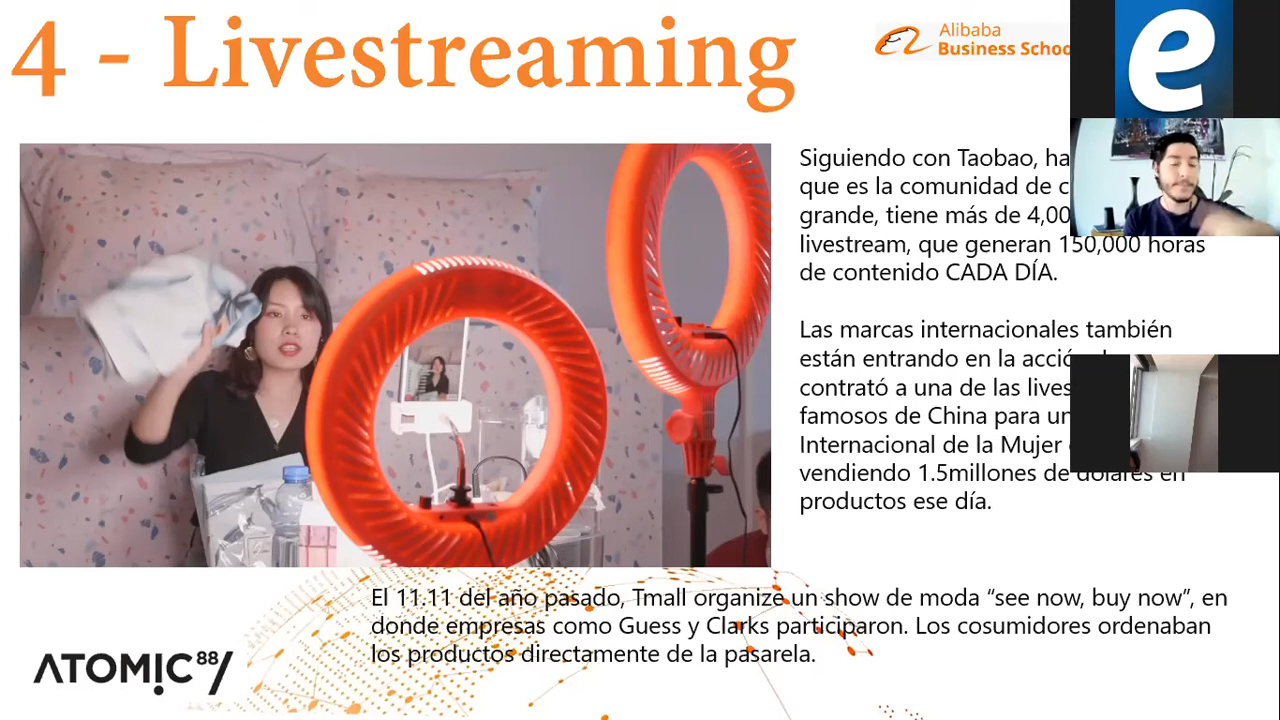 4 - Livestreaming
Alibaba
Business Schoo
Siguiendo con Taobao, ha
que es la comunidad de c
grande, tiene más de 4,00
livestream, que generan 150,000 horas
de contenido CADA DÍA.
Las marcas internacionales también
están entrando en la acción
contrató a una de las lives
famosos de China para un
Internacional de la Mujer
vendiendo 1.5millones de dólares en
productos ese día.
El 11.11 del año pasado, Tmall organize un show de moda “see now, buy now”, en
donde empresas como Guess y Clarks participaron. Los cosumidores ordenaban
los productos directamente de la pasarela.
ATOMIC 88/
e